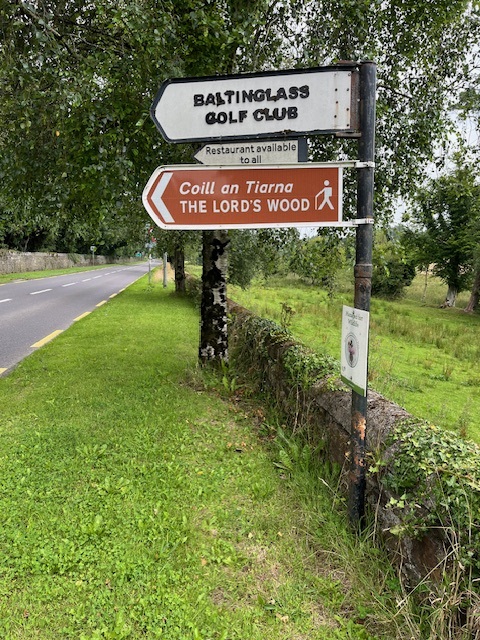 BALTINGLASS
GOLF CLUB
Restaurant available
to all
Coill an Tiarna
THE LORD'S WOOD